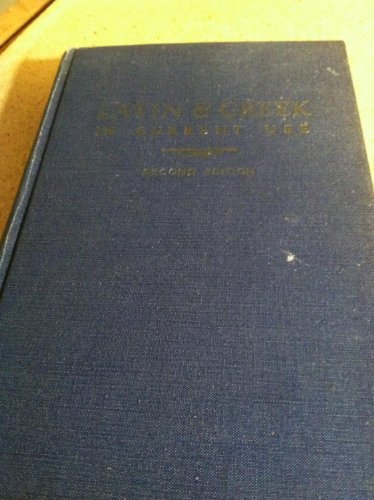 LATIN & GREEK
IN CURRENT USE
SECOND EDITION